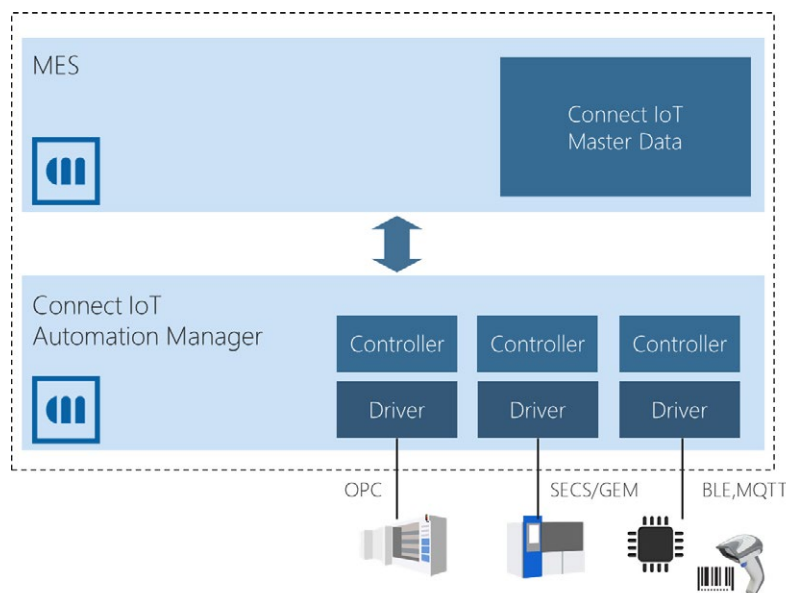 MES
Connect IoT
Master Data
Connect IoT
Automation Manager
Controller
Controller
Controller
Driver
Driver
Driver
OPC
SECS/GEM
BLE,MQTT